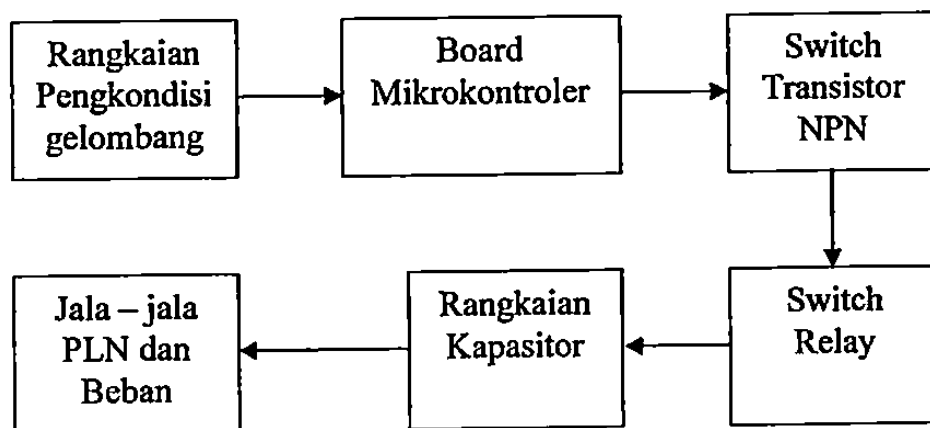 Rangkaian
Pengkondisi
gelombang
Board
Mikrokontroler
Switch
Transistor
NPN
Switch
Relay
Rangkaian
Kapasitor
Jala – jala
PLN dan
Beban